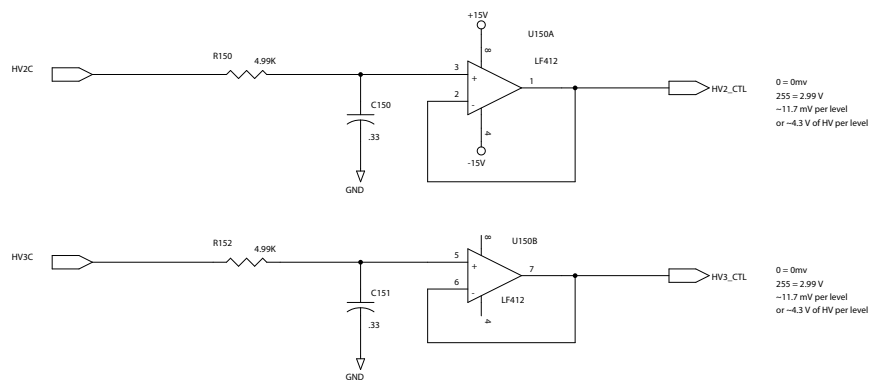 +15V
U150A
8
R150
4.99K
LF412
HV2C
3
+
1
2
-
HV2_CTL
0 = 0mv
255 = 2.99 V
~11.7 mV per level
or ~4.3 V of HV per level
C150
.33
4
-15V
GND
R152
4.99K
8
U150B
HV3C
5
+
7
6
-
HV3_CTL
0 = 0mv
255 = 2.99 V
~11.7 mV per level
or ~4.3 V of HV per level
C151
.33
LF412
4
GND